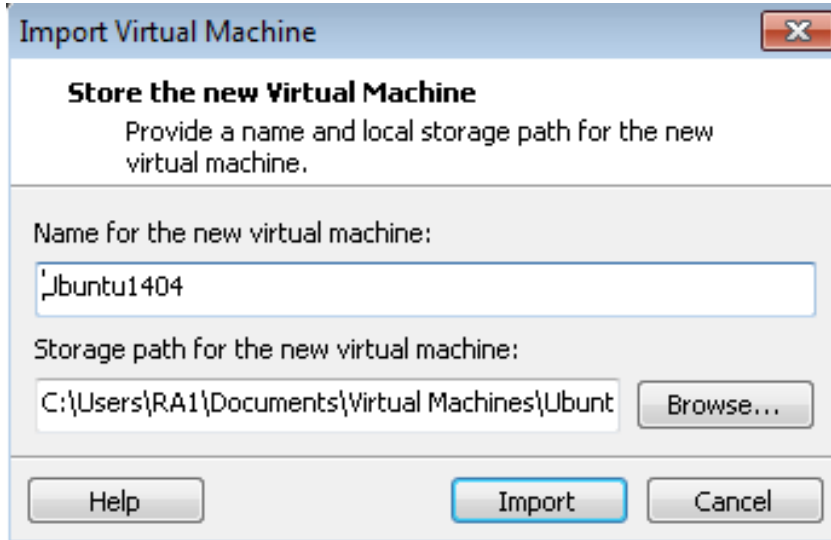 Import Virtual Machine
Store the new Virtual Machine
Provide a name and local storage path for the new
virtual machine.
Name for the new virtual machine:
Ubuntu1404
Storage path for the new virtual machine:
C:\Users\RA1\Documents\Virtual Machines\Ubunt
Browse...
Help
Import
Cancel